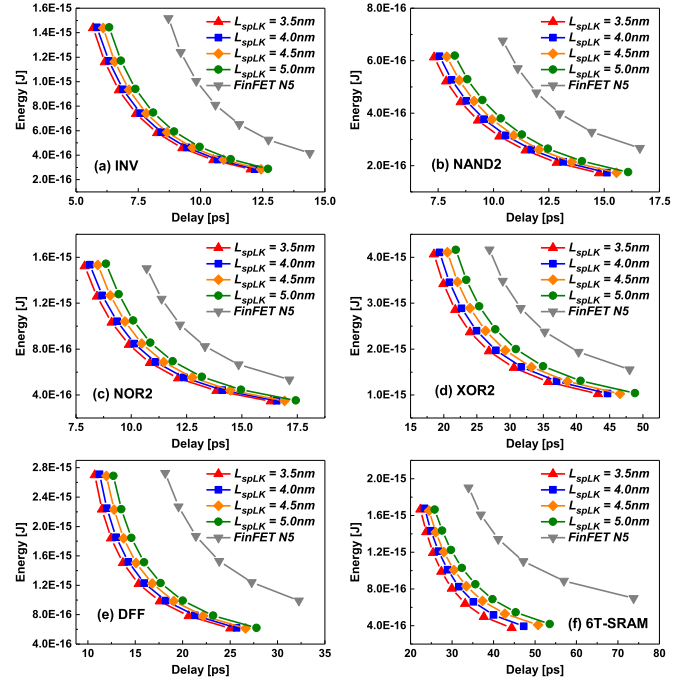 1.6E-15
1.4E-15
1.2E-15
1.0E-15
8.0E-16
6.0E-16
4.0E-16
2.0E-16
Energy [J]
L_spLK = 3.5nm
L_spLK = 4.0nm
L_spLK = 4.5nm
L_spLK = 5.0nm
FinFET N5
(a) INV
5.0 7.5 10.0 12.5 15.0
Delay [ps]
8.0E-16
6.0E-16
4.0E-16
2.0E-16
Energy [J]
L_spLK = 3.5nm
L_spLK = 4.0nm
L_spLK = 4.5nm
L_spLK = 5.0nm
FinFET N5
(b) NAND2
7.5 10.0 12.5 15.0 17.5
Delay [ps]
1.6E-15
1.2E-15
8.0E-16
4.0E-16
Energy [J]
L_spLK = 3.5nm
L_spLK = 4.0nm
L_spLK = 4.5nm
L_spLK = 5.0nm
FinFET N5
(c) NOR2
7.5 10.0 12.5 15.0 17.5
Delay [ps]
4.0E-15
3.0E-15
2.0E-15
1.0E-15
Energy [J]
L_spLK = 3.5nm
L_spLK = 4.0nm
L_spLK = 4.5nm
L_spLK = 5.0nm
FinFET N5
(d) XOR2
15 20 25 30 35 40 45 50
Delay [ps]
2.8E-15
2.4E-15
2.0E-15
1.6E-15
1.2E-15
8.0E-16
4.0E-16
Energy [J]
L_spLK = 3.5nm
L_spLK = 4.0nm
L_spLK = 4.5nm
L_spLK = 5.0nm
FinFET N5
(e) DFF
10 15 20 25 30 35
Delay [ps]
2.0E-15
1.6E-15
1.2E-15
8.0E-16
4.0E-16
Energy [J]
L_spLK = 3.5nm
L_spLK = 4.0nm
L_spLK = 4.5nm
L_spLK = 5.0nm
FinFET N5
(f) 6T-SRAM
20 30 40 50 60 70 80
Delay [ps]